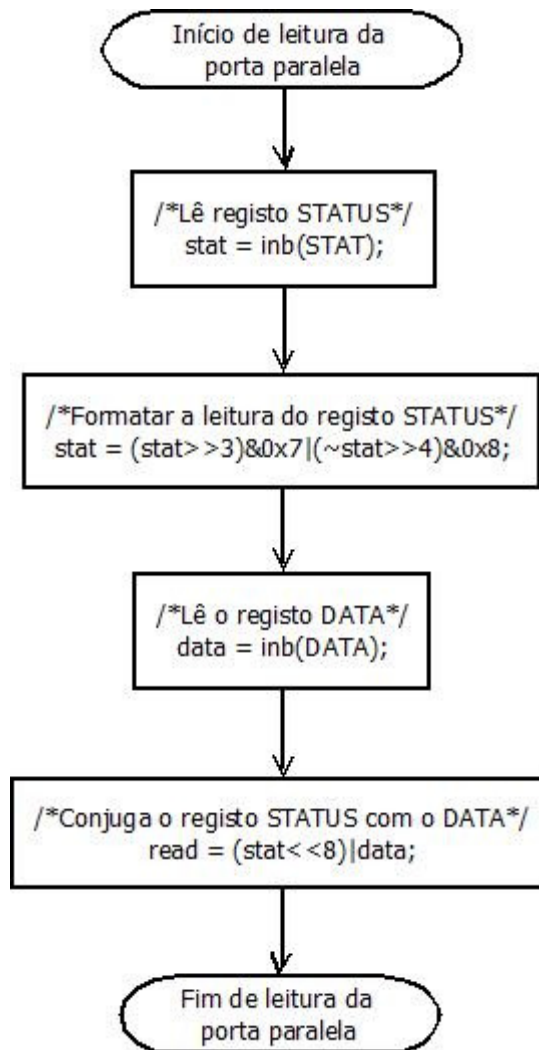 Início de leitura da
porta paralela
/*Lê registo STATUS*/
stat = inb(STAT);
/*Formatar a leitura do registo STATUS*/
stat = (stat>>3)&0x7|(~stat>>4)&0x8;
/*Lê o registo DATA*/
data = inb(DATA);
/*Conjuga o registo STATUS com o DATA*/
read = (stat<<8)|data;
Fim de leitura da
porta paralela